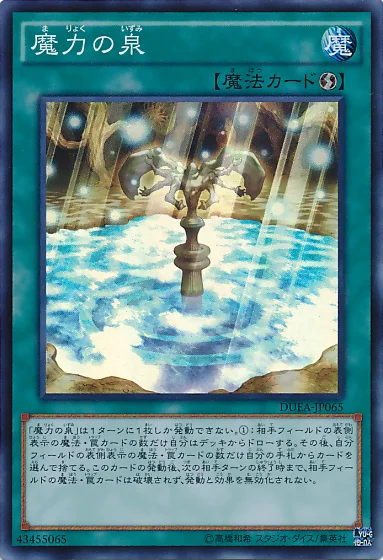 魔力の泉
魔
【魔法カード】
DUEA-JP065
「魔力の泉」は１ターンに１枚しか発動できない。①：相手フィールドの表側
表示の魔法・罠カードの数だけ自分はデッキからドローする。その後、自分
フィールドの表側表示の魔法・罠カードの数だけ自分の手札からカードを
選んで捨てる。このカードの発動後、次の相手ターンの終了時まで、相手フィー
ルドの魔法・罠カードは破壊されず、発動と効果を無効化されない。
43455065
©高橋和希 スタジオ・ダイス/集英社